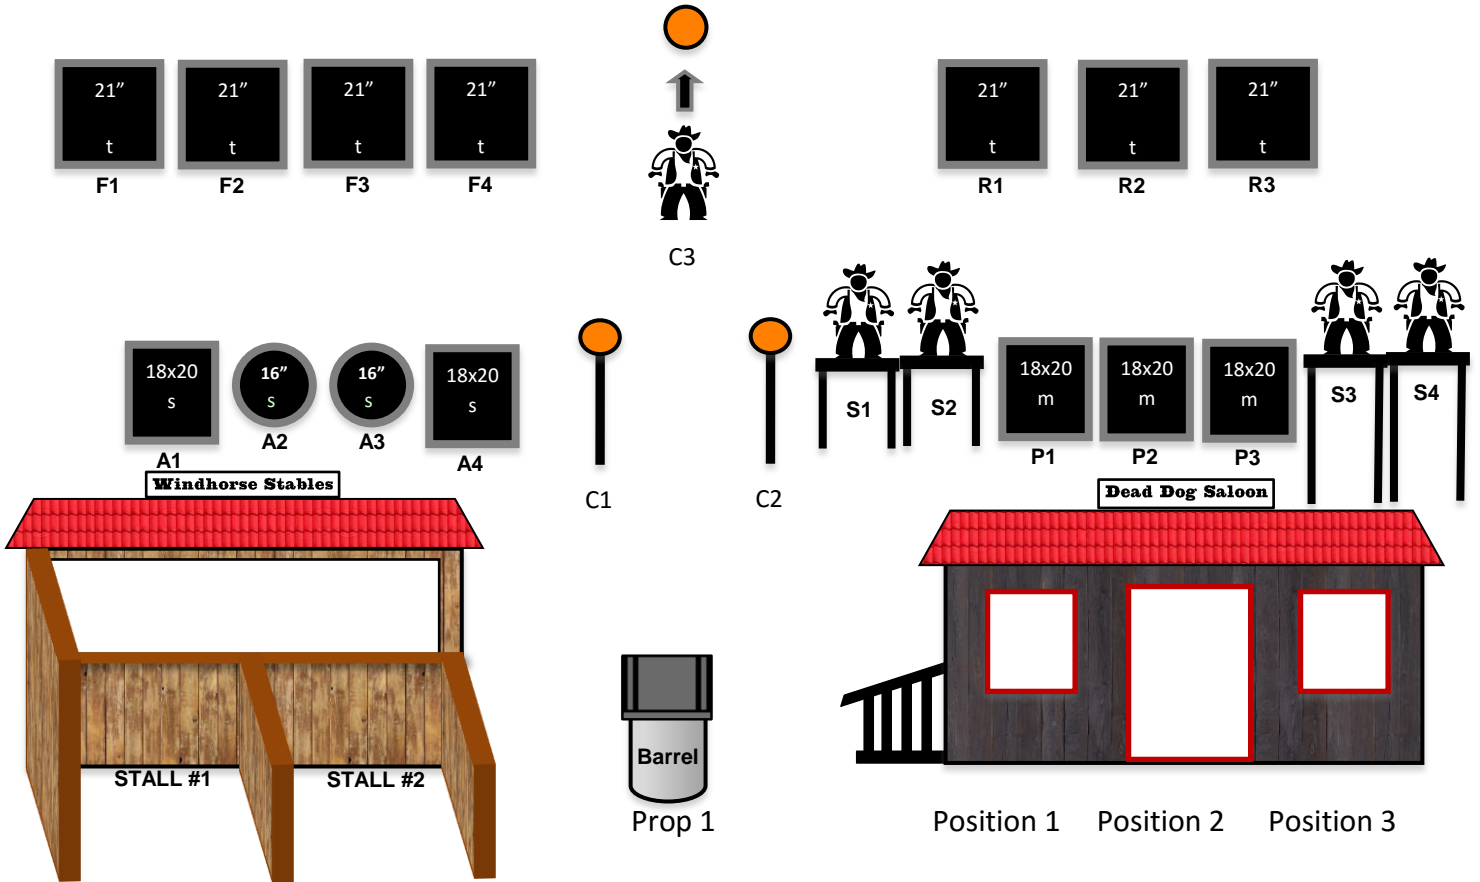 21” 21” 21” 21” 21” 21” 21”
t t t t t t t
F1 F2 F3 F4 R1 R2 R3
C3
18x20 16” 16” 18x20 18x20 18x20 18x20
s s s s m m m
S1 S2 S3 S4
A1 A2 A3 A4 P1 P2 P3
C1 C2
Windhorse Stables
Dead Dog Saloon
STALL #1 STALL #2
Barrel
Prop 1
Position 1 Position 2 Position 3